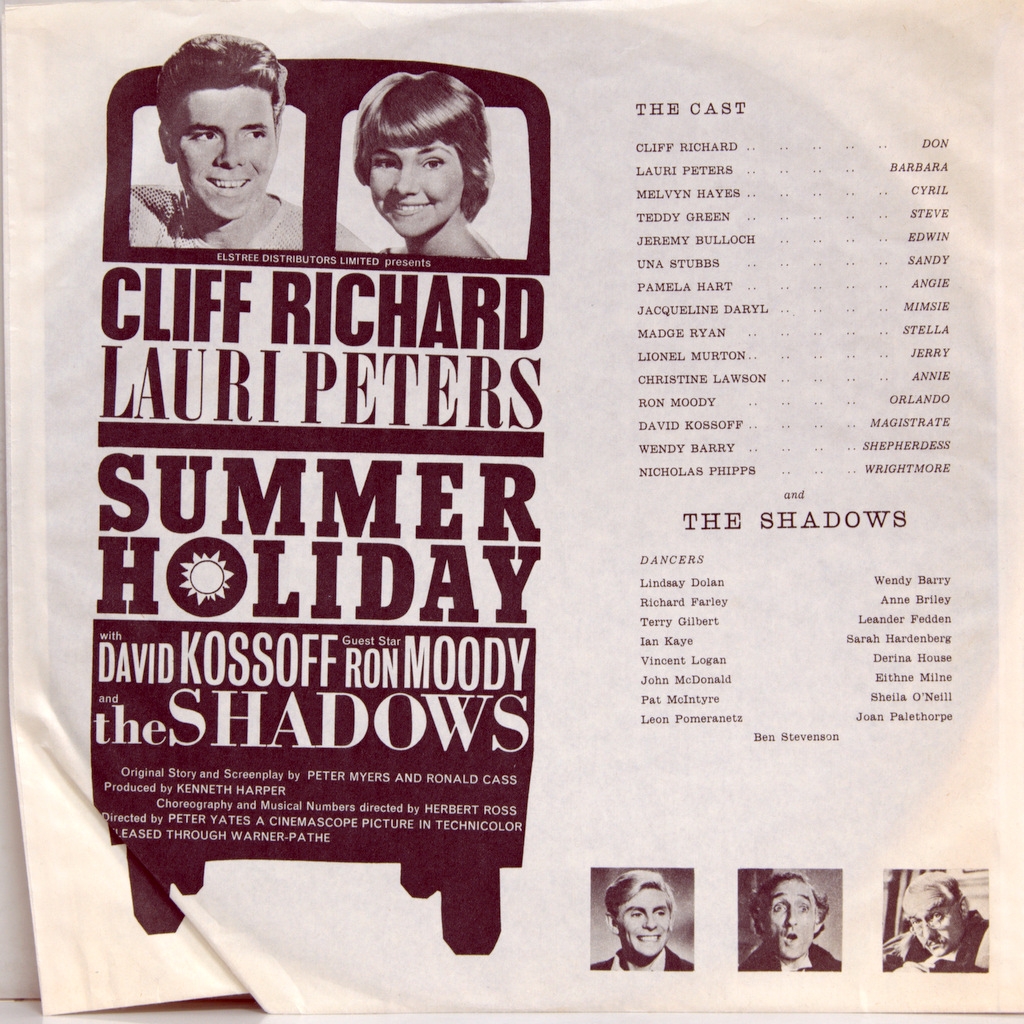 ELSTREE DISTRIBUTORS LIMITED presents
CLIFF RICHARD
LAURI PETERS
SUMMER
HOLIDAY
with DAVID KOSSOFF Guest Star RON MOODY
and the SHADOWS
Original Story and Screenplay by PETER MYERS AND RONALD CASS
Produced by KENNETH HARPER
Choreography and Musical Numbers directed by HERBERT ROSS
Directed by PETER YATES A CINEMASCOPE PICTURE IN TECHNICOLOR
LEASED THROUGH WARNER-PATHE
THE CAST
CLIFF RICHARD .. .. .. .. .. DON
LAURI PETERS .. .. .. .. BARBARA
MELVYN HAYES .. .. .. .. .. CYRIL
TEDDY GREEN .. .. .. .. .. STEVE
JEREMY BULLOCH .. .. .. .. EDWIN
UNA STUBBS .. .. .. .. .. SANDY
PAMELA HART .. .. .. .. .. ANGIE
JACQUELINE DARYL .. .. .. .. MIMSIE
MADGE RYAN .. .. .. .. .. STELLA
LIONEL MURTON .. .. .. .. .. JERRY
CHRISTINE LAWSON .. .. .. .. ANNIE
RON MOODY .. .. .. .. ORLANDO
DAVID KOSSOFF .. .. .. .. MAGISTRATE
WENDY BARRY .. .. .. .. SHEPHERDESS
NICHOLAS PHIPPS .. .. .. WRIGHTMORE
and
THE SHADOWS
DANCERS
Lindsay Dolan Wendy Barry
Richard Farley Anne Briley
Terry Gilbert Leander Fedden
Ian Kaye Sarah Hardenberg
Vincent Logan Derina House
John McDonald Eithne Milne
Pat McIntyre Sheila O'Neill
Leon Pomeranetz Joan Palethorpe
Ben Stevenson